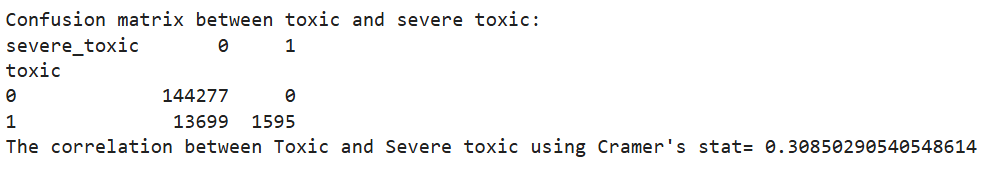 Confusion matrix between toxic and severe toxic:
severe_toxic 0 1
toxic
0 144277 0
1 13699 1595
The correlation between Toxic and Severe toxic using Cramer's stat= 0.30850290540548614